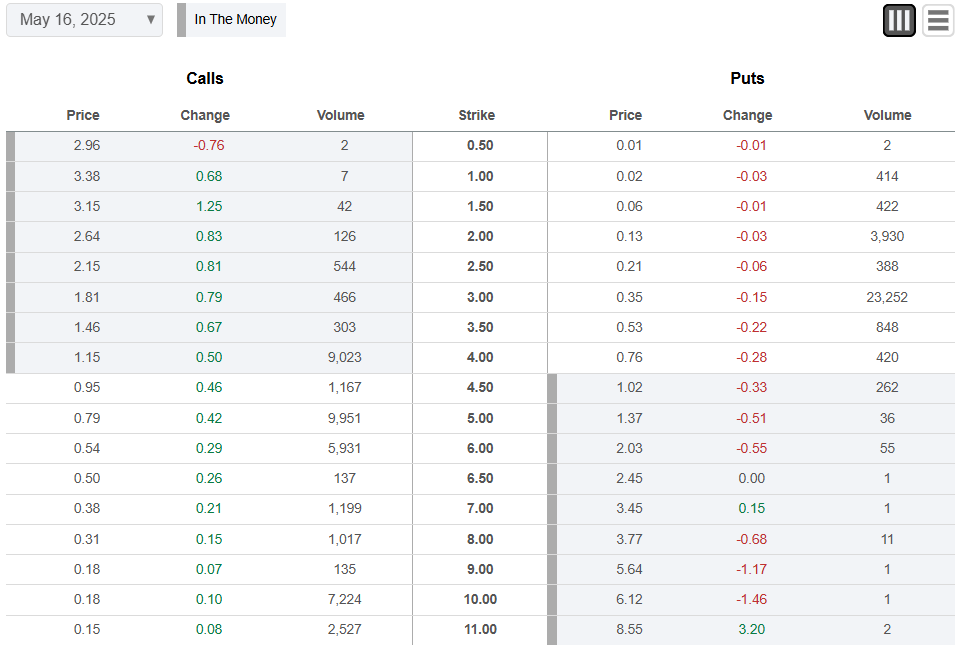 May 16, 2025 ▼ In The Money
Calls Puts
Price Change Volume Strike Price Change Volume
2.96 -0.76 2 0.50 0.01 -0.01 2
3.38 0.68 7 1.00 0.02 -0.03 414
3.15 1.25 42 1.50 0.06 -0.01 422
2.64 0.83 126 2.00 0.13 -0.03 3,930
2.15 0.81 544 2.50 0.21 -0.06 388
1.81 0.79 466 3.00 0.35 -0.15 23,252
1.46 0.67 303 3.50 0.53 -0.22 848
1.15 0.50 9,023 4.00 0.76 -0.28 420
0.95 0.46 1,167 4.50 1.02 -0.33 262
0.79 0.42 9,951 5.00 1.37 -0.51 36
0.54 0.29 5,931 6.00 2.03 -0.55 55
0.50 0.26 137 6.50 2.45 0.00 1
0.38 0.21 1,199 7.00 3.45 0.15 1
0.31 0.15 1,017 8.00 3.77 -0.68 11
0.18 0.07 135 9.00 5.64 -1.17 1
0.18 0.10 7,224 10.00 6.12 -1.46 1
0.15 0.08 2,527 11.00 8.55 3.20 2